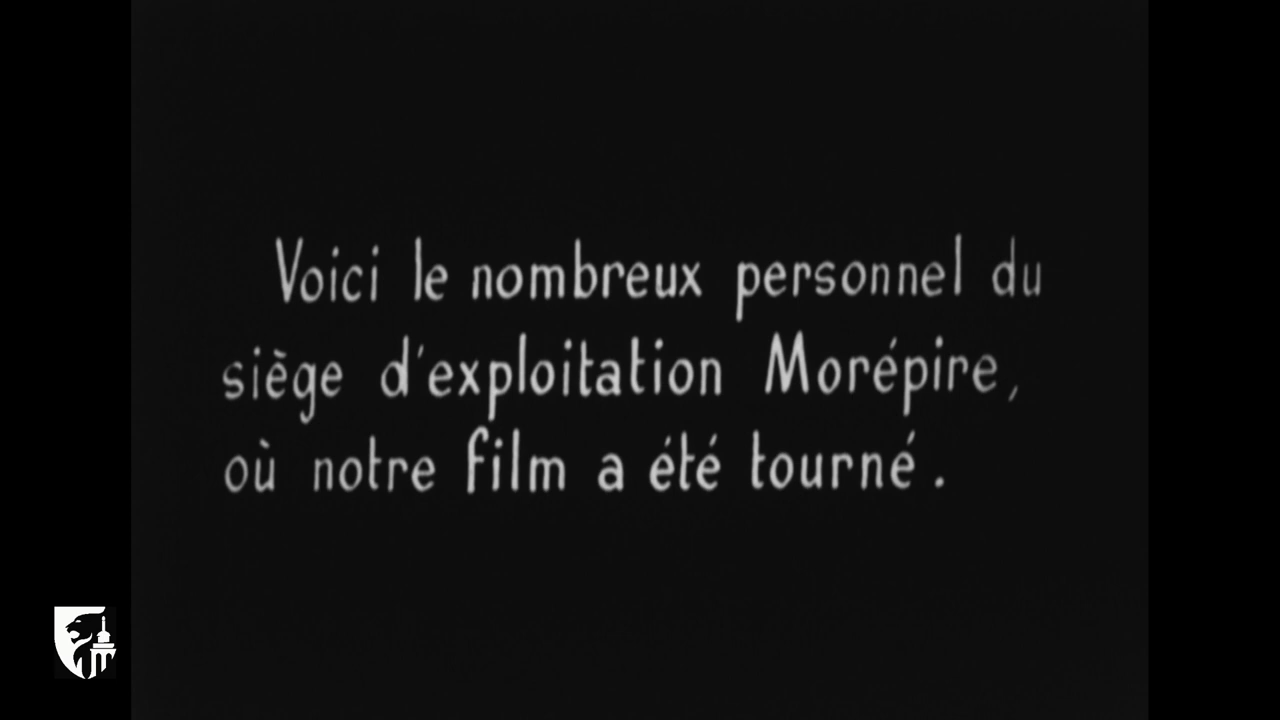 Voici le nombreux personnel du
siège d'exploitation Morépire,
où notre film a été tourné.